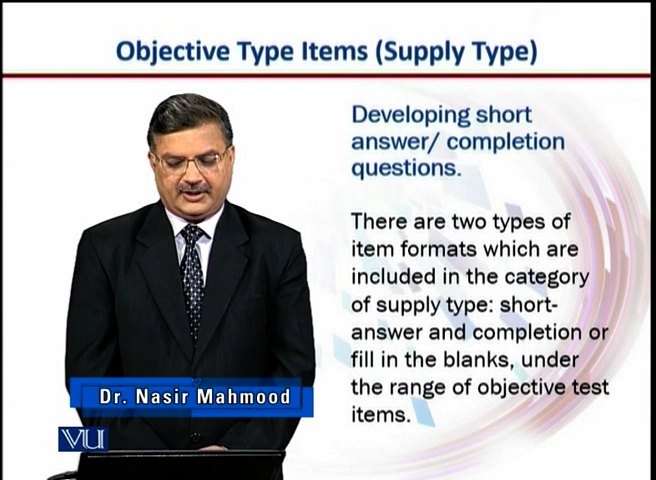 Objective Type Items (Supply Type)
Developing short
answer/ completion
questions.
There are two types of
item formats which are
included in the category
of supply type: short-
answer and completion or
fill in the blanks, under
the range of objective test
items.
Dr. Nasir Mahmood
VU